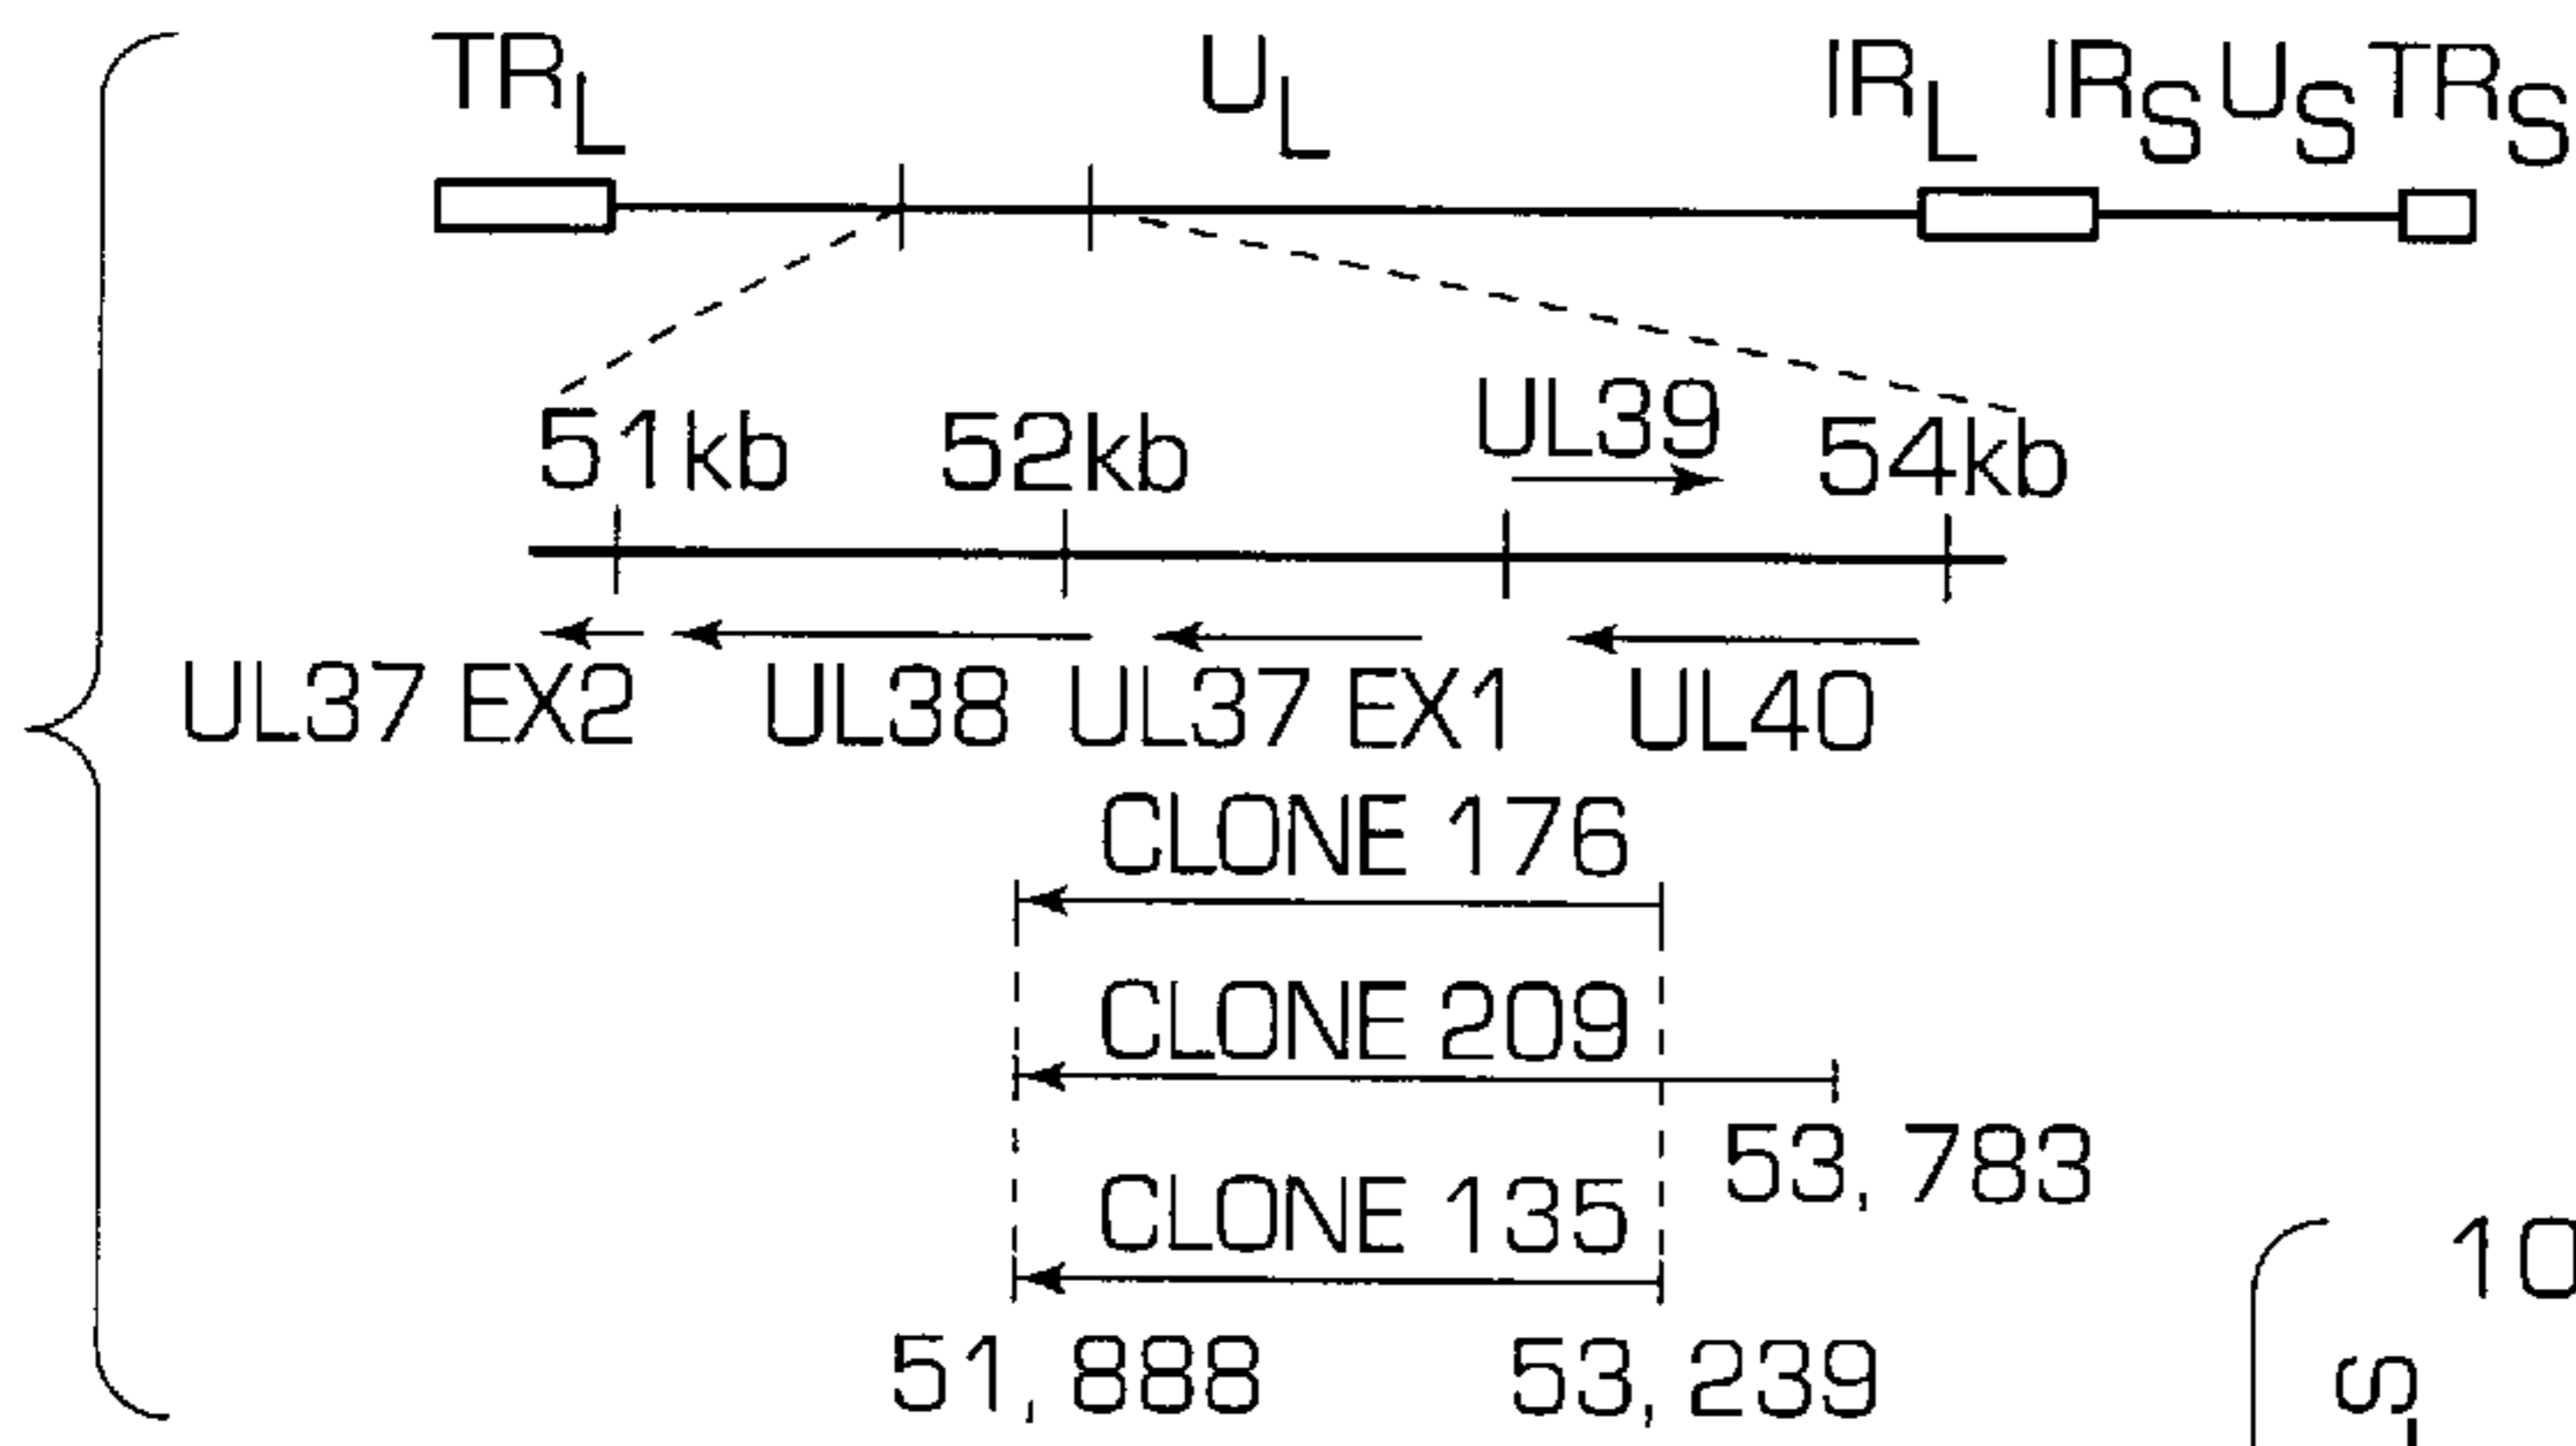 TRL UL IRL IRS US TRS
UL39
51kb 52kb 54kb
UL37 EX2 UL38 UL37 EX1 UL40
CLONE 176
CLONE 209
53, 783
CLONE 135
51, 888 53, 239
10
S